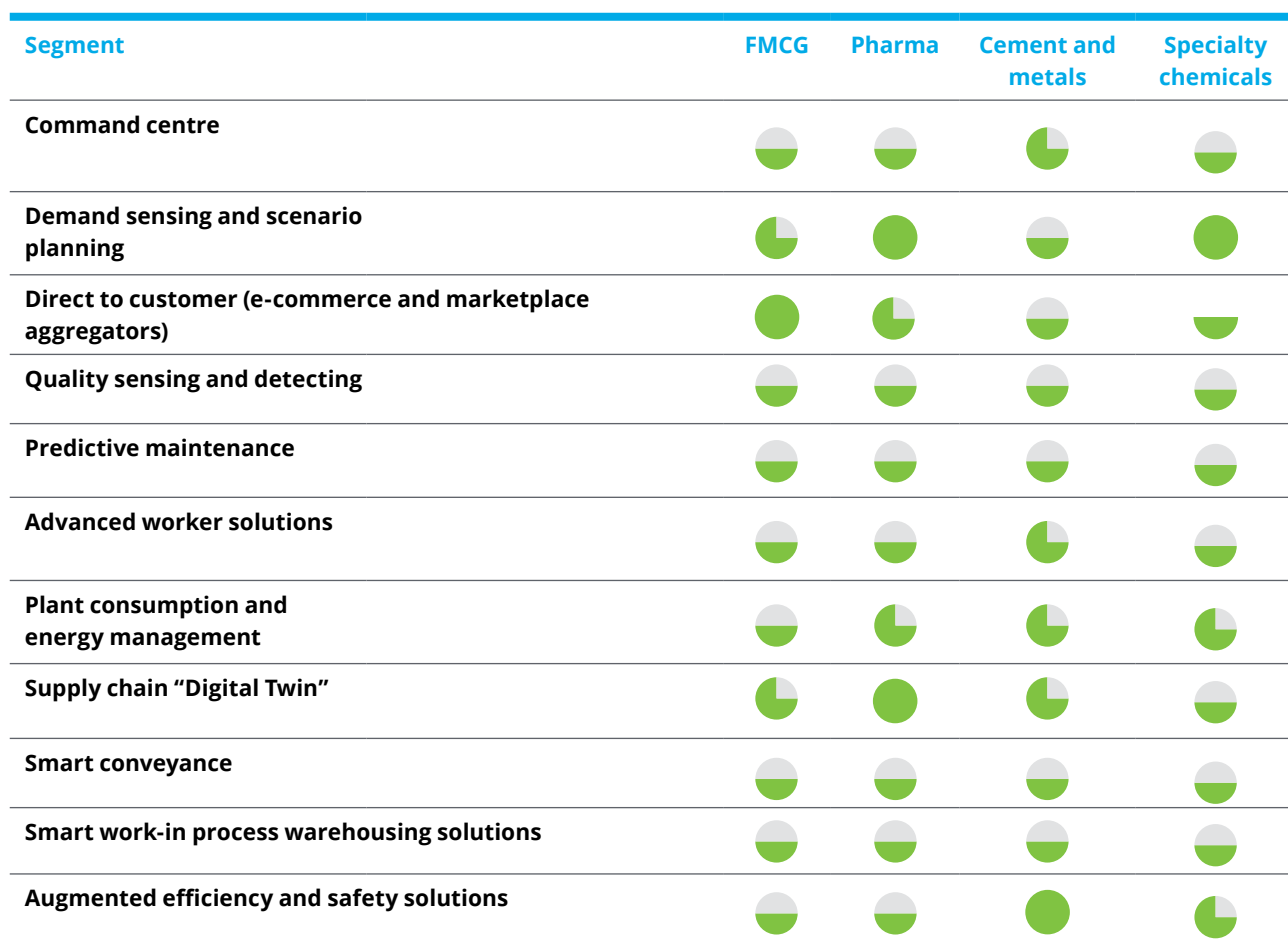 Segment FMCG Pharma Cement and metals Specialty chemicals
Command centre
Demand sensing and scenario
planning
Direct to customer (e-commerce and marketplace
aggregators)
Quality sensing and detecting
Predictive maintenance
Advanced worker solutions
Plant consumption and
energy management
Supply chain “Digital Twin”
Smart conveyance
Smart work-in process warehousing solutions
Augmented efficiency and safety solutions